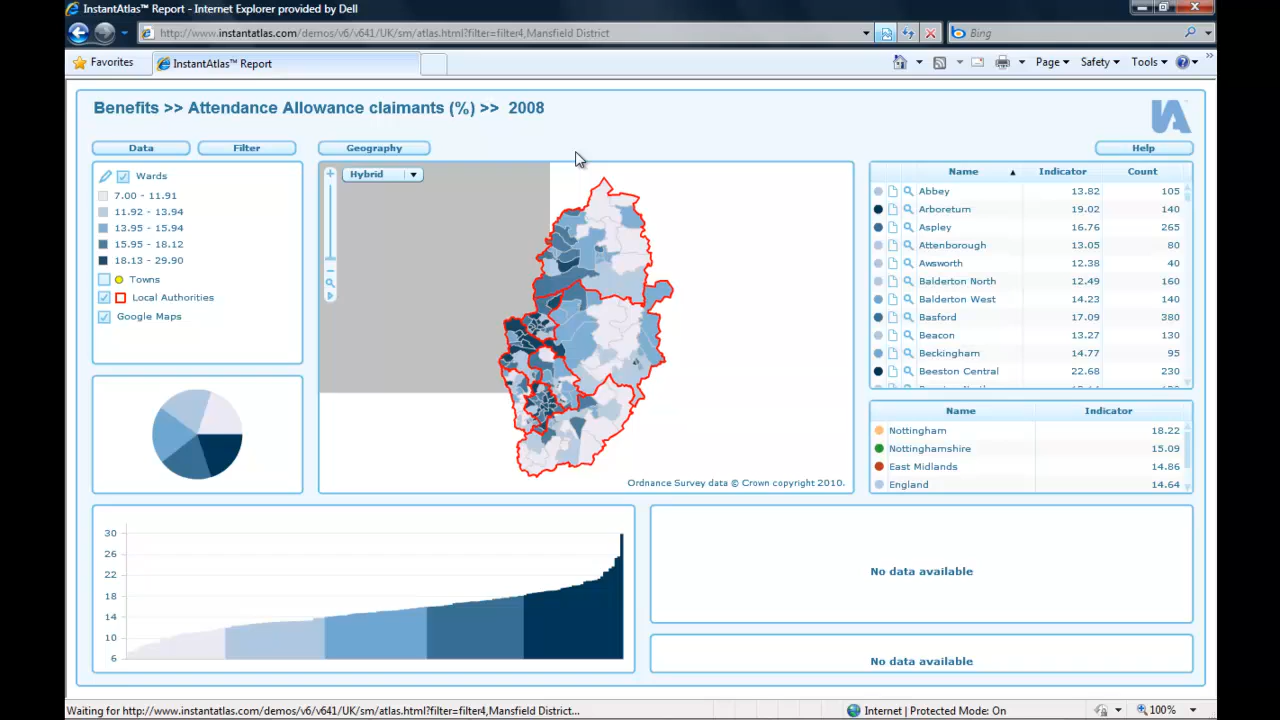 InstantAtlas™ Report - Internet Explorer provided by Dell
http://www.instantatlas.com/demos/v6/v641/UK/sm/atlas.html?filter=filter4,Mansfield District
Bing
Favorites
InstantAtlas™ Report
Page
Safety
Tools
Benefits >> Attendance Allowance claimants (%) >> 2008
IA
Data
Filter
Geography
Help
Wards
7.00 - 11.91
11.92 - 13.94
13.95 - 15.94
15.95 - 18.12
18.13 - 29.90
Towns
Local Authorities
Google Maps
Hybrid
Ordnance Survey data © Crown copyright 2010.
Name Indicator Count
Abbey 13.82 105
Arboretum 19.02 140
Aspley 16.76 265
Attenborough 13.05 80
Awsworth 12.38 40
Balderton North 12.49 160
Balderton West 14.23 140
Basford 17.09 380
Beacon 13.27 130
Beckingham 14.77 95
Beeston Central 22.68 230
Name Indicator
Nottingham 18.22
Nottinghamshire 15.09
East Midlands 14.86
England 14.64
30
26
22
18
14
10
6
No data available
No data available
Waiting for http://www.instantatlas.com/demos/v6/v641/UK/sm/atlas.html?filter=filter4,Mansfield District...
Internet | Protected Mode: On
100%